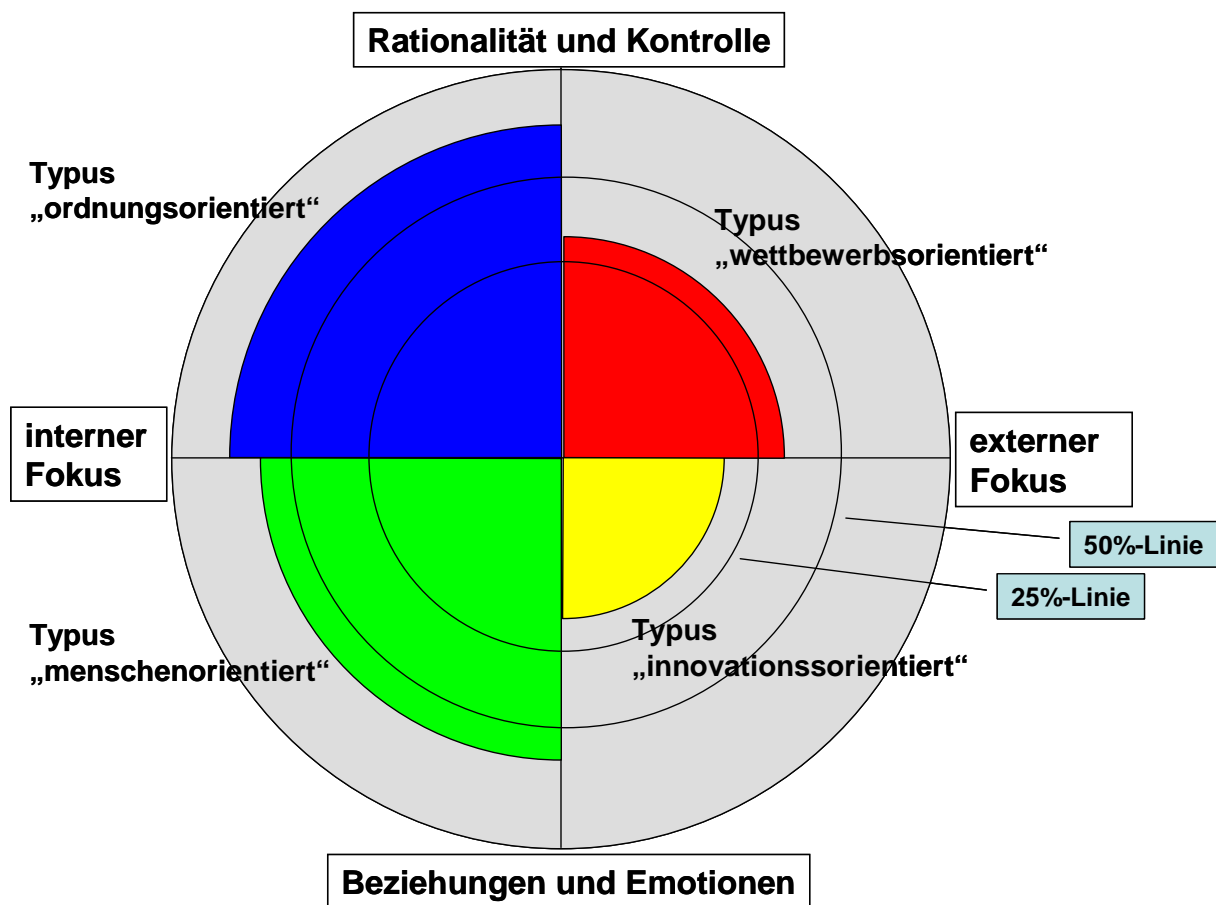 Rationalität und Kontrolle
Typus
„ordnungsorientiert“
Typus
„wettbewerbsorientiert“
interner
Fokus
externer
Fokus
50%-Linie
25%-Linie
Typus
„menschenorientiert“
Typus
„innovationssorientiert“
Beziehungen und Emotionen